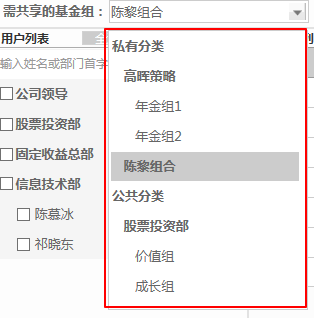 需共享的基金组：陈黎组合
用户列表 全
输入姓名或部门首字
公司领导
股票投资部
固定收益总部
信息技术部
陈慕冰
祁晓东
私有分类
高晖策略
年金组1
年金组2
陈黎组合
公共分类
股票投资部
价值组
成长组